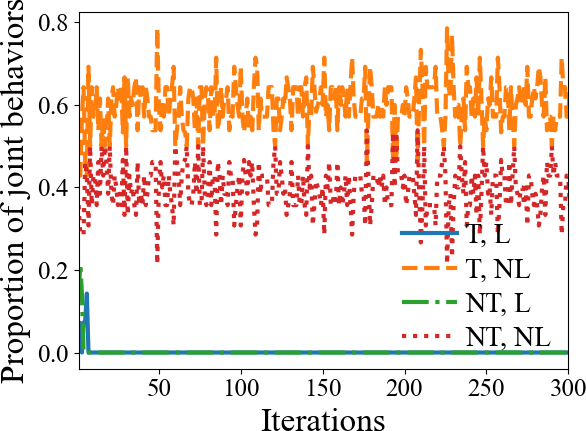 Proportion of joint behaviors
0.8
0.6
0.4
0.2
0.0
T, L
T, NL
NT, L
NT, NL
50
100
150
200
250
300
Iterations